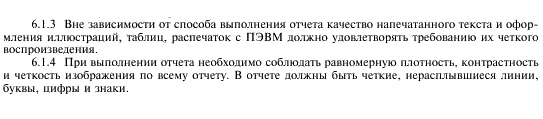 6.1.3 Вне зависимости от способа выполнения отчета качество напечатанного текста и офор-
мления иллюстраций, таблиц, распечаток с ПЭВМ должно удовлетворять требованию их четкого
воспроизведения.
6.1.4 При выполнении отчета необходимо соблюдать равномерную плотность, контрастность
и четкость изображения по всему отчету. В отчете должны быть четкие, нерасплывшиеся линии,
буквы, цифры и знаки.